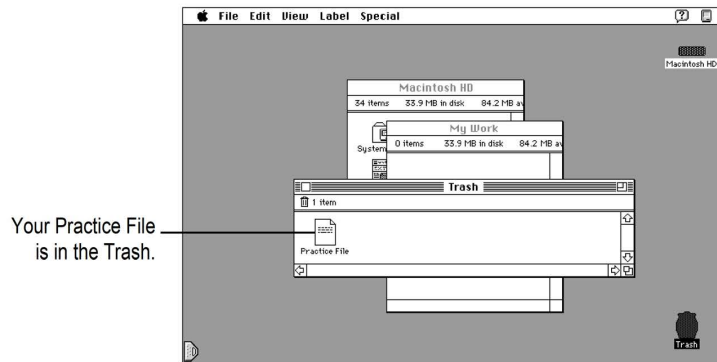 File Edit View Label Special
Macintosh HD
Macintosh HD
34 items 33.9 MB in disk 84.2 MB av
System
My Work
0 items 33.9 MB in disk 84.2 MB av
Trash
1 item
Practice File
Your Practice File
is in the Trash.
Trash